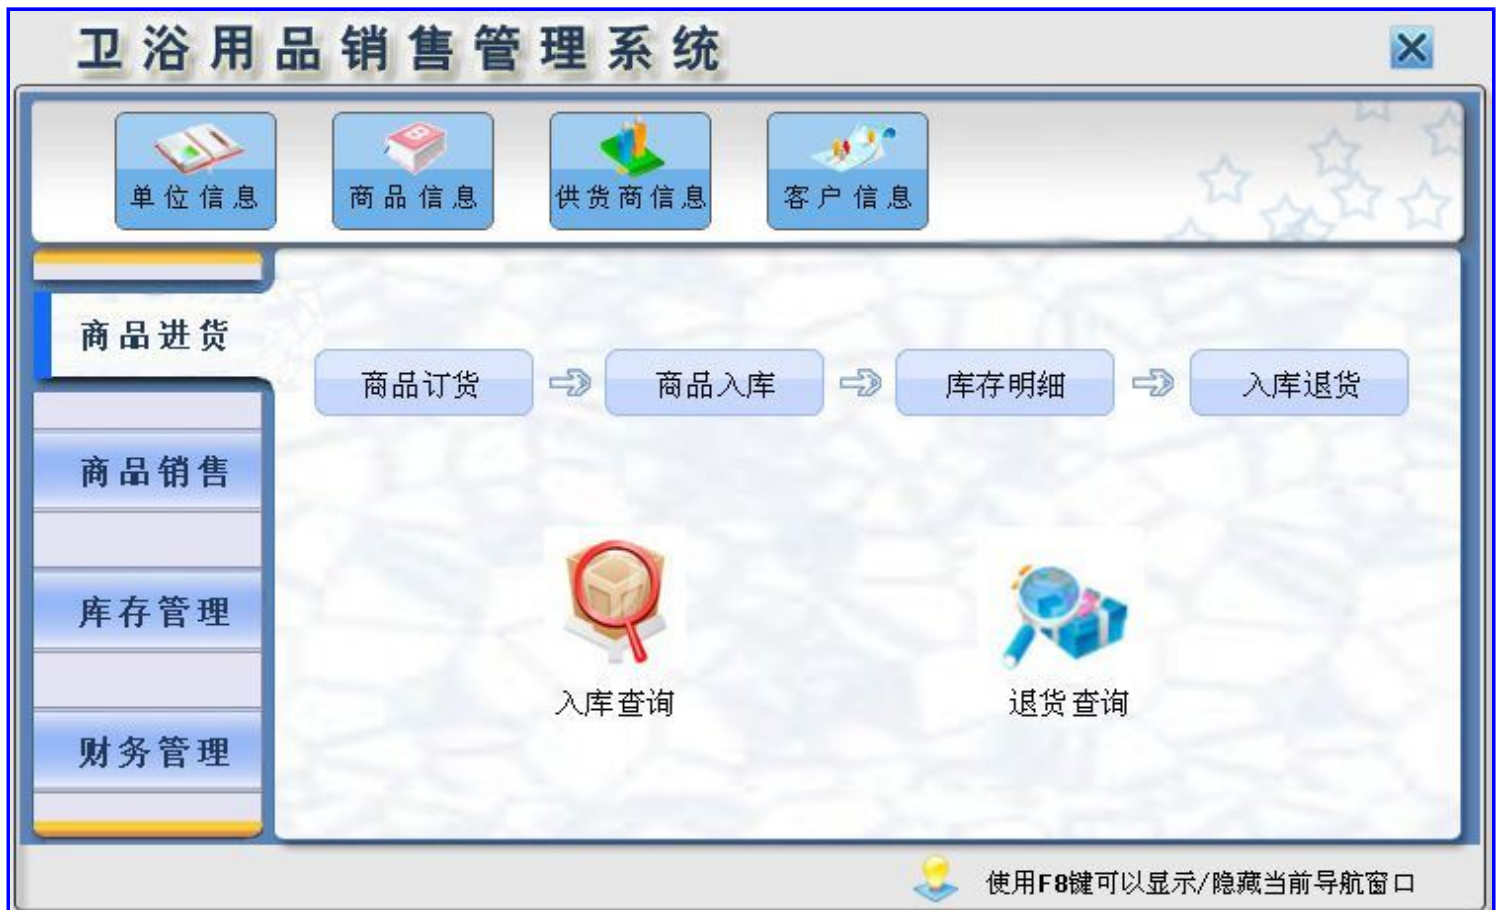 卫浴用品销售管理系统
单位信息
商品信息
供货商信息
客户信息
商品进货
商品订货
商品入库
库存明细
入库退货
商品销售
库存管理
财务管理
入库查询
退货查询
使用F8键可以显示/隐藏当前导航窗口